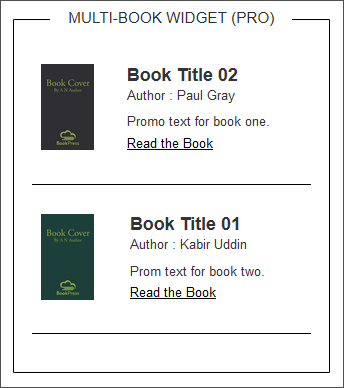 MULTI-BOOK WIDGET (PRO)
Book Cover
By A N Author
BookPress
Book Title 02
Author : Paul Gray
Promo text for book one.
Read the Book
Book Cover
By A N Author
BookPress
Book Title 01
Author : Kabir Uddin
Prom text for book two.
Read the Book